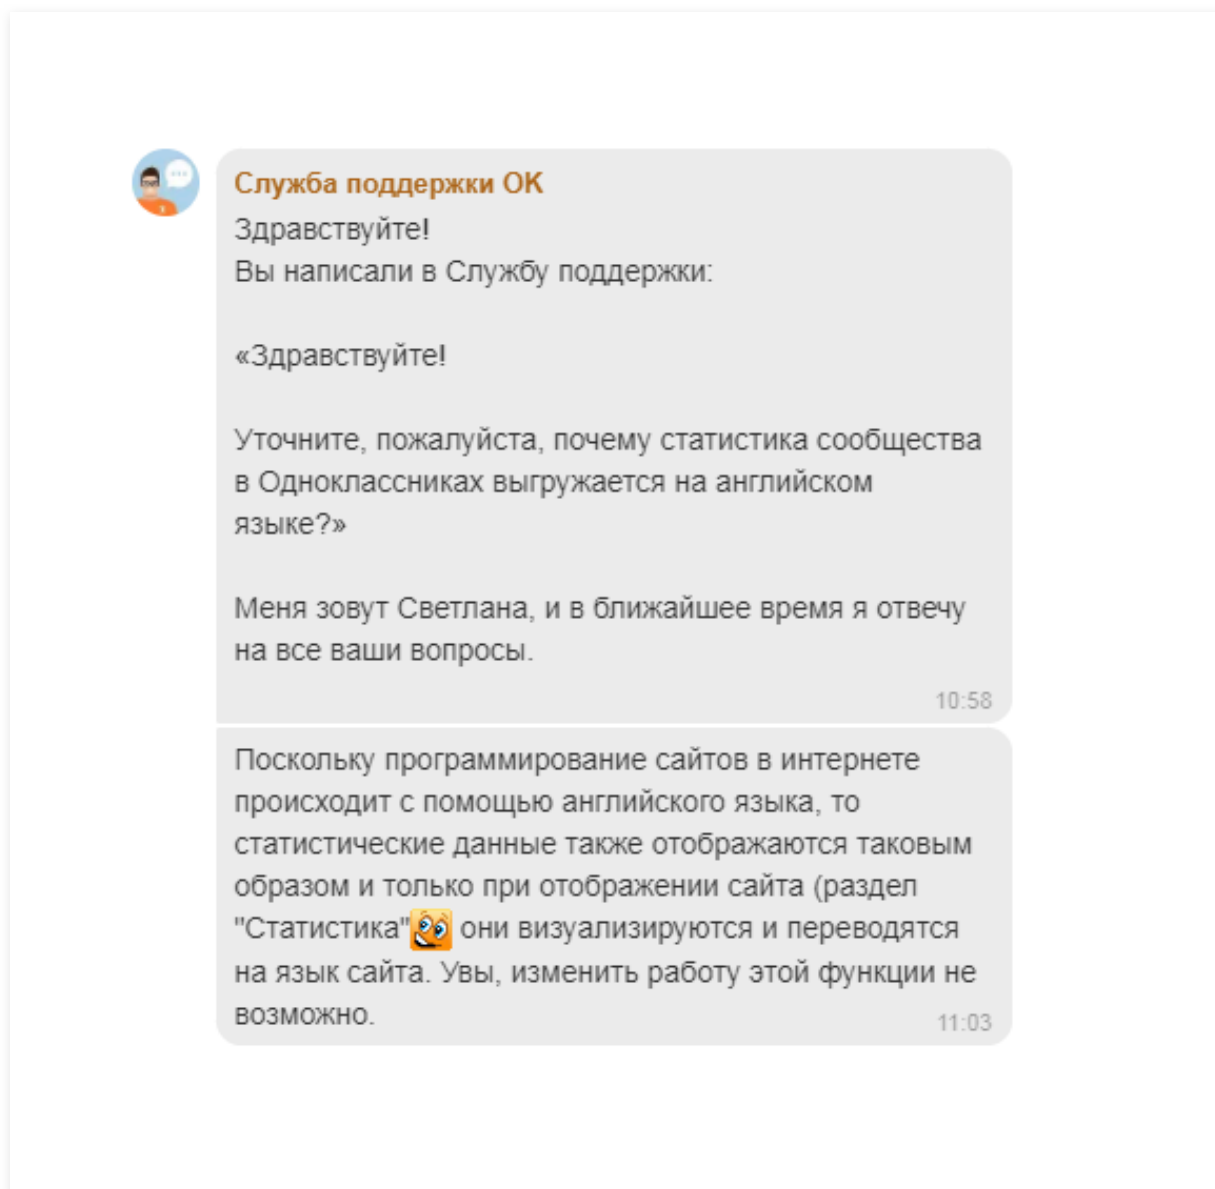 Служба поддержки ОК
Здравствуйте!
Вы написали в Службу поддержки:
«Здравствуйте!
Уточните, пожалуйста, почему статистика сообщества
в Одноклассниках выгружается на английском
языке?»
Меня зовут Светлана, и в ближайшее время я отвечу
на все ваши вопросы.
10:58
Поскольку программирование сайтов в интернете
происходит с помощью английского языка, то
статистические данные также отображаются таковым
образом и только при отображении сайта (раздел
"Статистика" они визуализируются и переводятся
на язык сайта. Увы, изменить работу этой функции не
возможно.
11:03